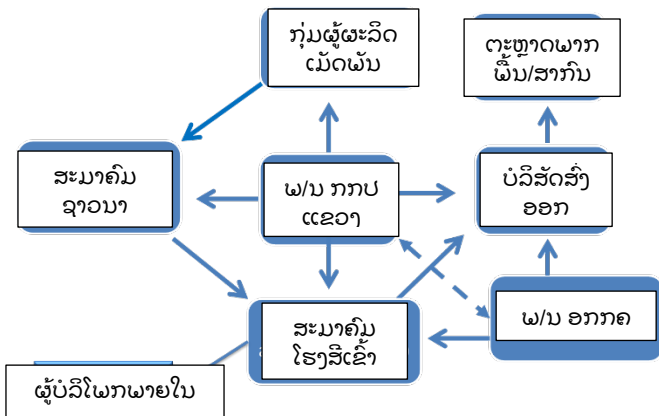 ກຸ່ມຜູ້ຜະລິດ
ເມັດພັນ
ຕະຫຼາດພາກ
ພື້ນ/ສາກົນ
ສະມາຄົມ
ຊາວນາ
ພ/ນ ກກປ
ແຂວງ
ບໍລິສັດສົ່ງ
ອອກ
ສະມາຄົມ
ໂຮງສີເຂົ້າ
ພ/ນ ອກກຄ
ຜູ້ບໍລິໂພກພາຍໃນ